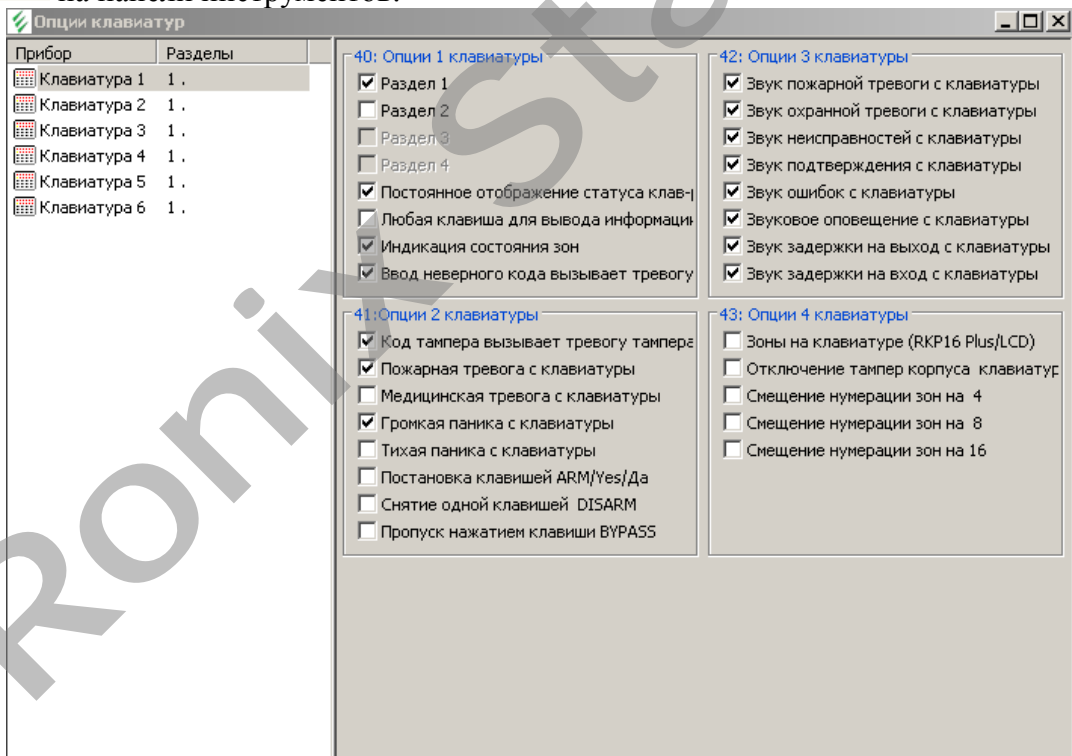 на панели инструментов.
Опции клавиатур
Прибор Разделы
Клавиатура 1 1 .
Клавиатура 2 1 .
Клавиатура 3 1 .
Клавиатура 4 1 .
Клавиатура 5 1 .
Клавиатура 6 1 .
40: Опции 1 клавиатуры
Раздел 1
Раздел 2
Раздел 3
Раздел 4
Постоянное отображение статуса клав-
Любая клавиша для вывода информаци
Индикация состояния зон
Ввод неверного кода вызывает тревогу
41:Опции 2 клавиатуры
Код тампера вызывает тревогу тампера
Пожарная тревога с клавиатуры
Медицинская тревога с клавиатуры
Громкая паника с клавиатуры
Тихая паника с клавиатуры
Постановка клавишей ARM/Yes/Да
Снятие одной клавишей DISARM
Пропуск нажатием клавиши BYPASS
42: Опции 3 клавиатуры
Звук пожарной тревоги с клавиатуры
Звук охранной тревоги с клавиатуры
Звук неисправностей с клавиатуры
Звук подтверждения с клавиатуры
Звук ошибок с клавиатуры
Звуковое оповещение с клавиатуры
Звук задержки на выход с клавиатуры
Звук задержки на вход с клавиатуры
43: Опции 4 клавиатуры
Зоны на клавиатуре (RKP16 Plus/LCD)
Отключение тампер корпуса клавиатур
Смещение нумерации зон на 4
Смещение нумерации зон на 8
Смещение нумерации зон на 16
Ronix Sta